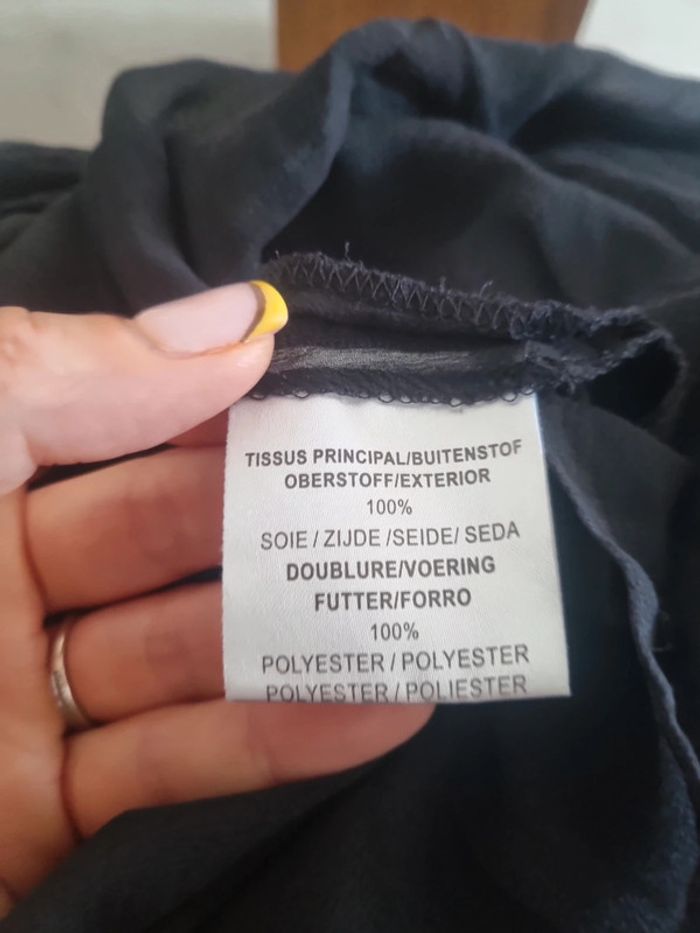 TISSUS PRINCIPAL/BUITENSTOF
OBERSTOFF/EXTERIOR
100%
SOIE / ZIJDE /SEIDE/ SEDA
DOUBLURE/VOERING
FUTTER/FORRO
100%
POLYESTER / POLYESTER
POLYESTER / POLIESTER